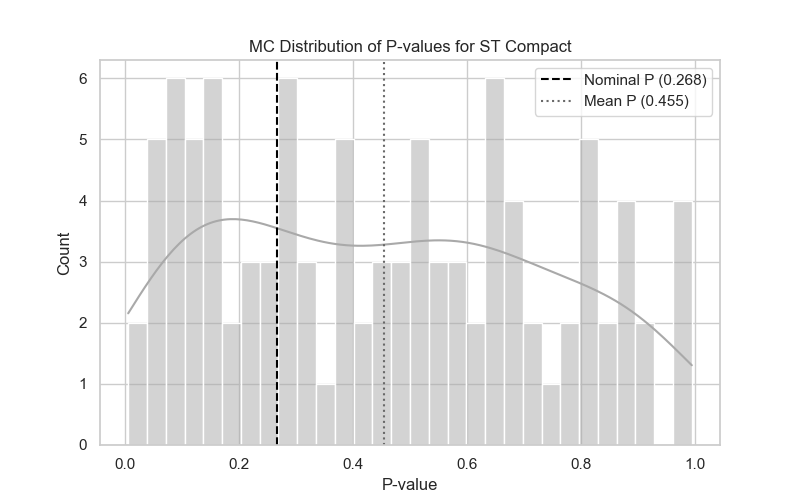 MC Distribution of P-values for ST Compact
Nominal P (0.268)
Mean P (0.455)
Count
6
5
4
3
2
1
0
0.0 0.2 0.4 0.6 0.8 1.0
P-value